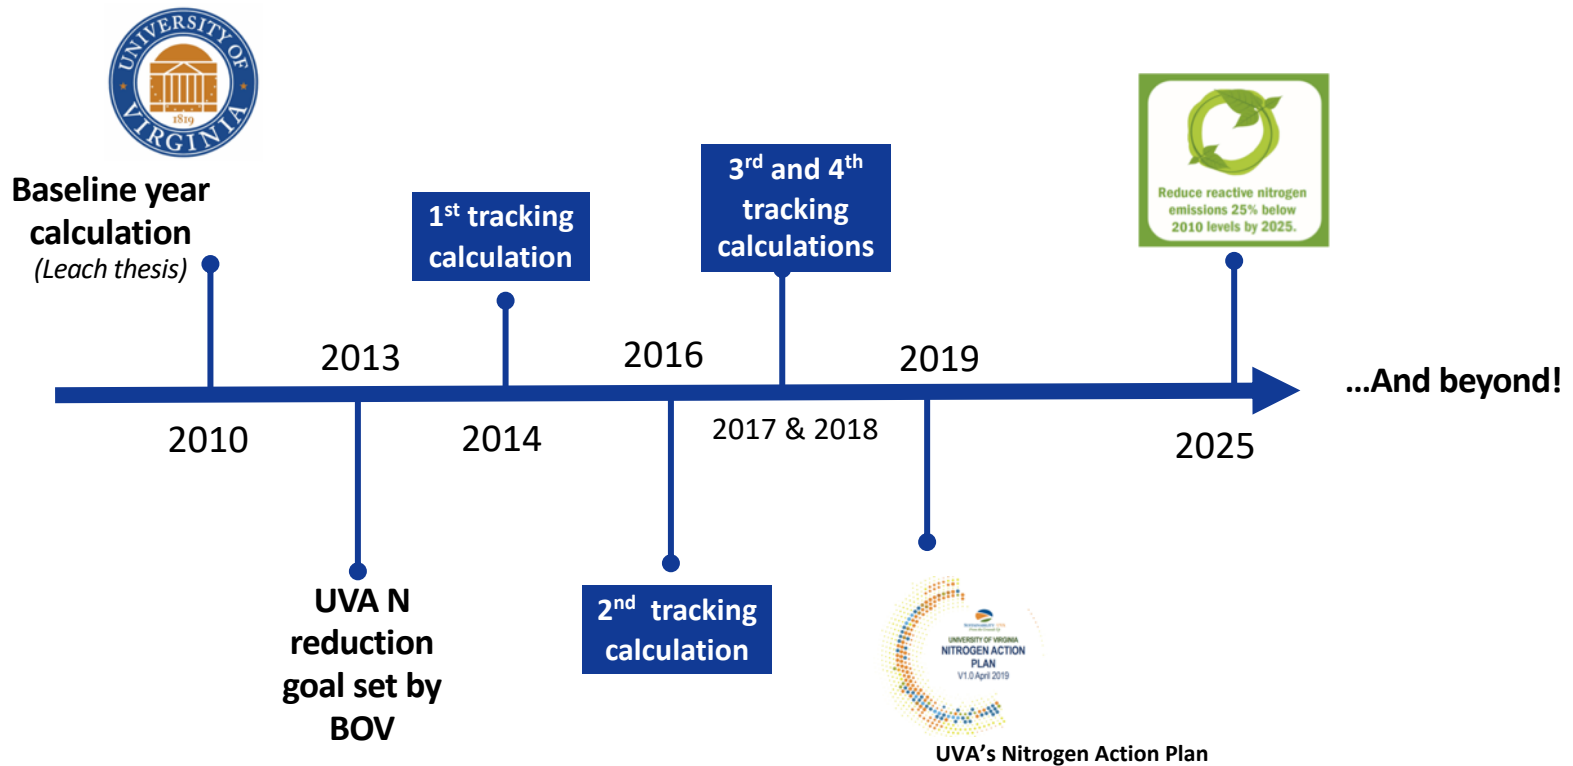 UNIVERSITY OF
VIRGINIA
1819
Baseline year
calculation
(Leach thesis)
1st tracking
calculation
3rd and 4th
tracking
calculations
Reduce reactive nitrogen
emissions 25% below
2010 levels by 2025.
2013
2016
2019
...And beyond!
2010
2014
2017 & 2018
2025
UVA N
reduction
goal set by
BOV
2nd tracking
calculation
UNIVERSITY OF VIRGINIA
NITROGEN ACTION
PLAN
V1.0 April 2019
UVA's Nitrogen Action Plan